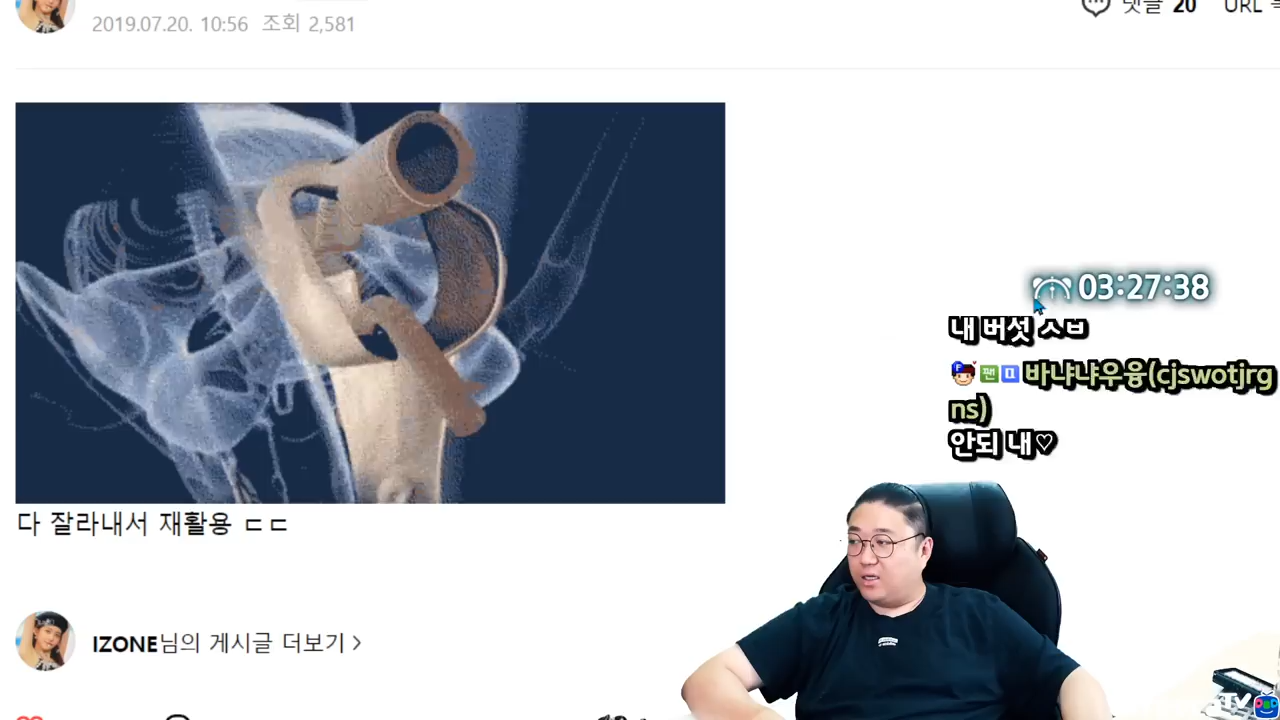 댓글 20
2019.07.20. 10:56 조회 2,581
03:27:38
내 버섯 ㅅㅂ
팬
바냐냐우융(cjswotjrg
ns)
안되 내♡
다 잘라내서 재활용 ㄷㄷ
IZONE님의 게시글 더보기 >
TV